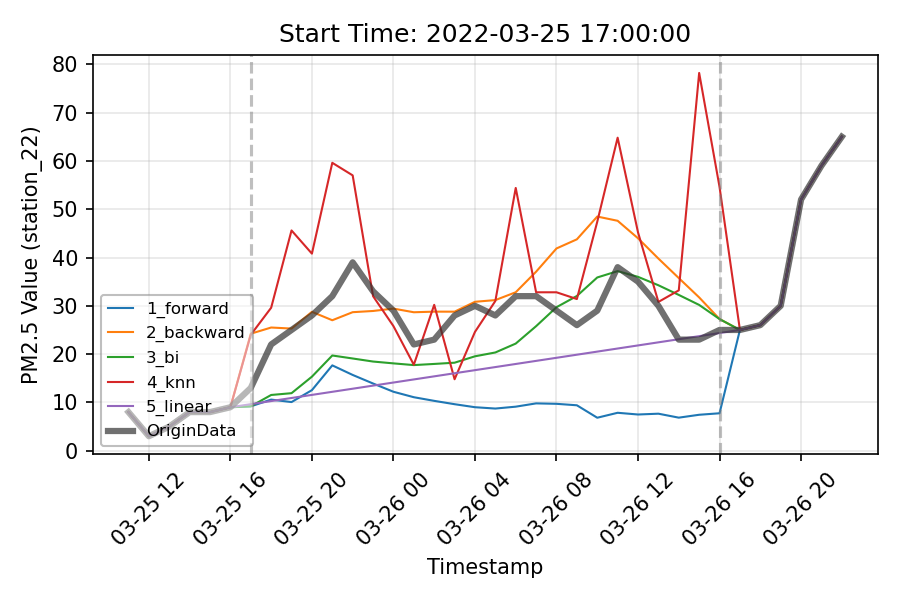 Start Time: 2022-03-25 17:00:00
PM2.5 Value (station_22)
80
70
60
50
40
30
20
10
0
1_forward
2_backward
3_bi
4_knn
5_linear
OriginData
03-25 12
03-25 16
03-25 20
03-26 00
03-26 04
03-26 08
03-26 12
03-26 16
03-26 20
Timestamp